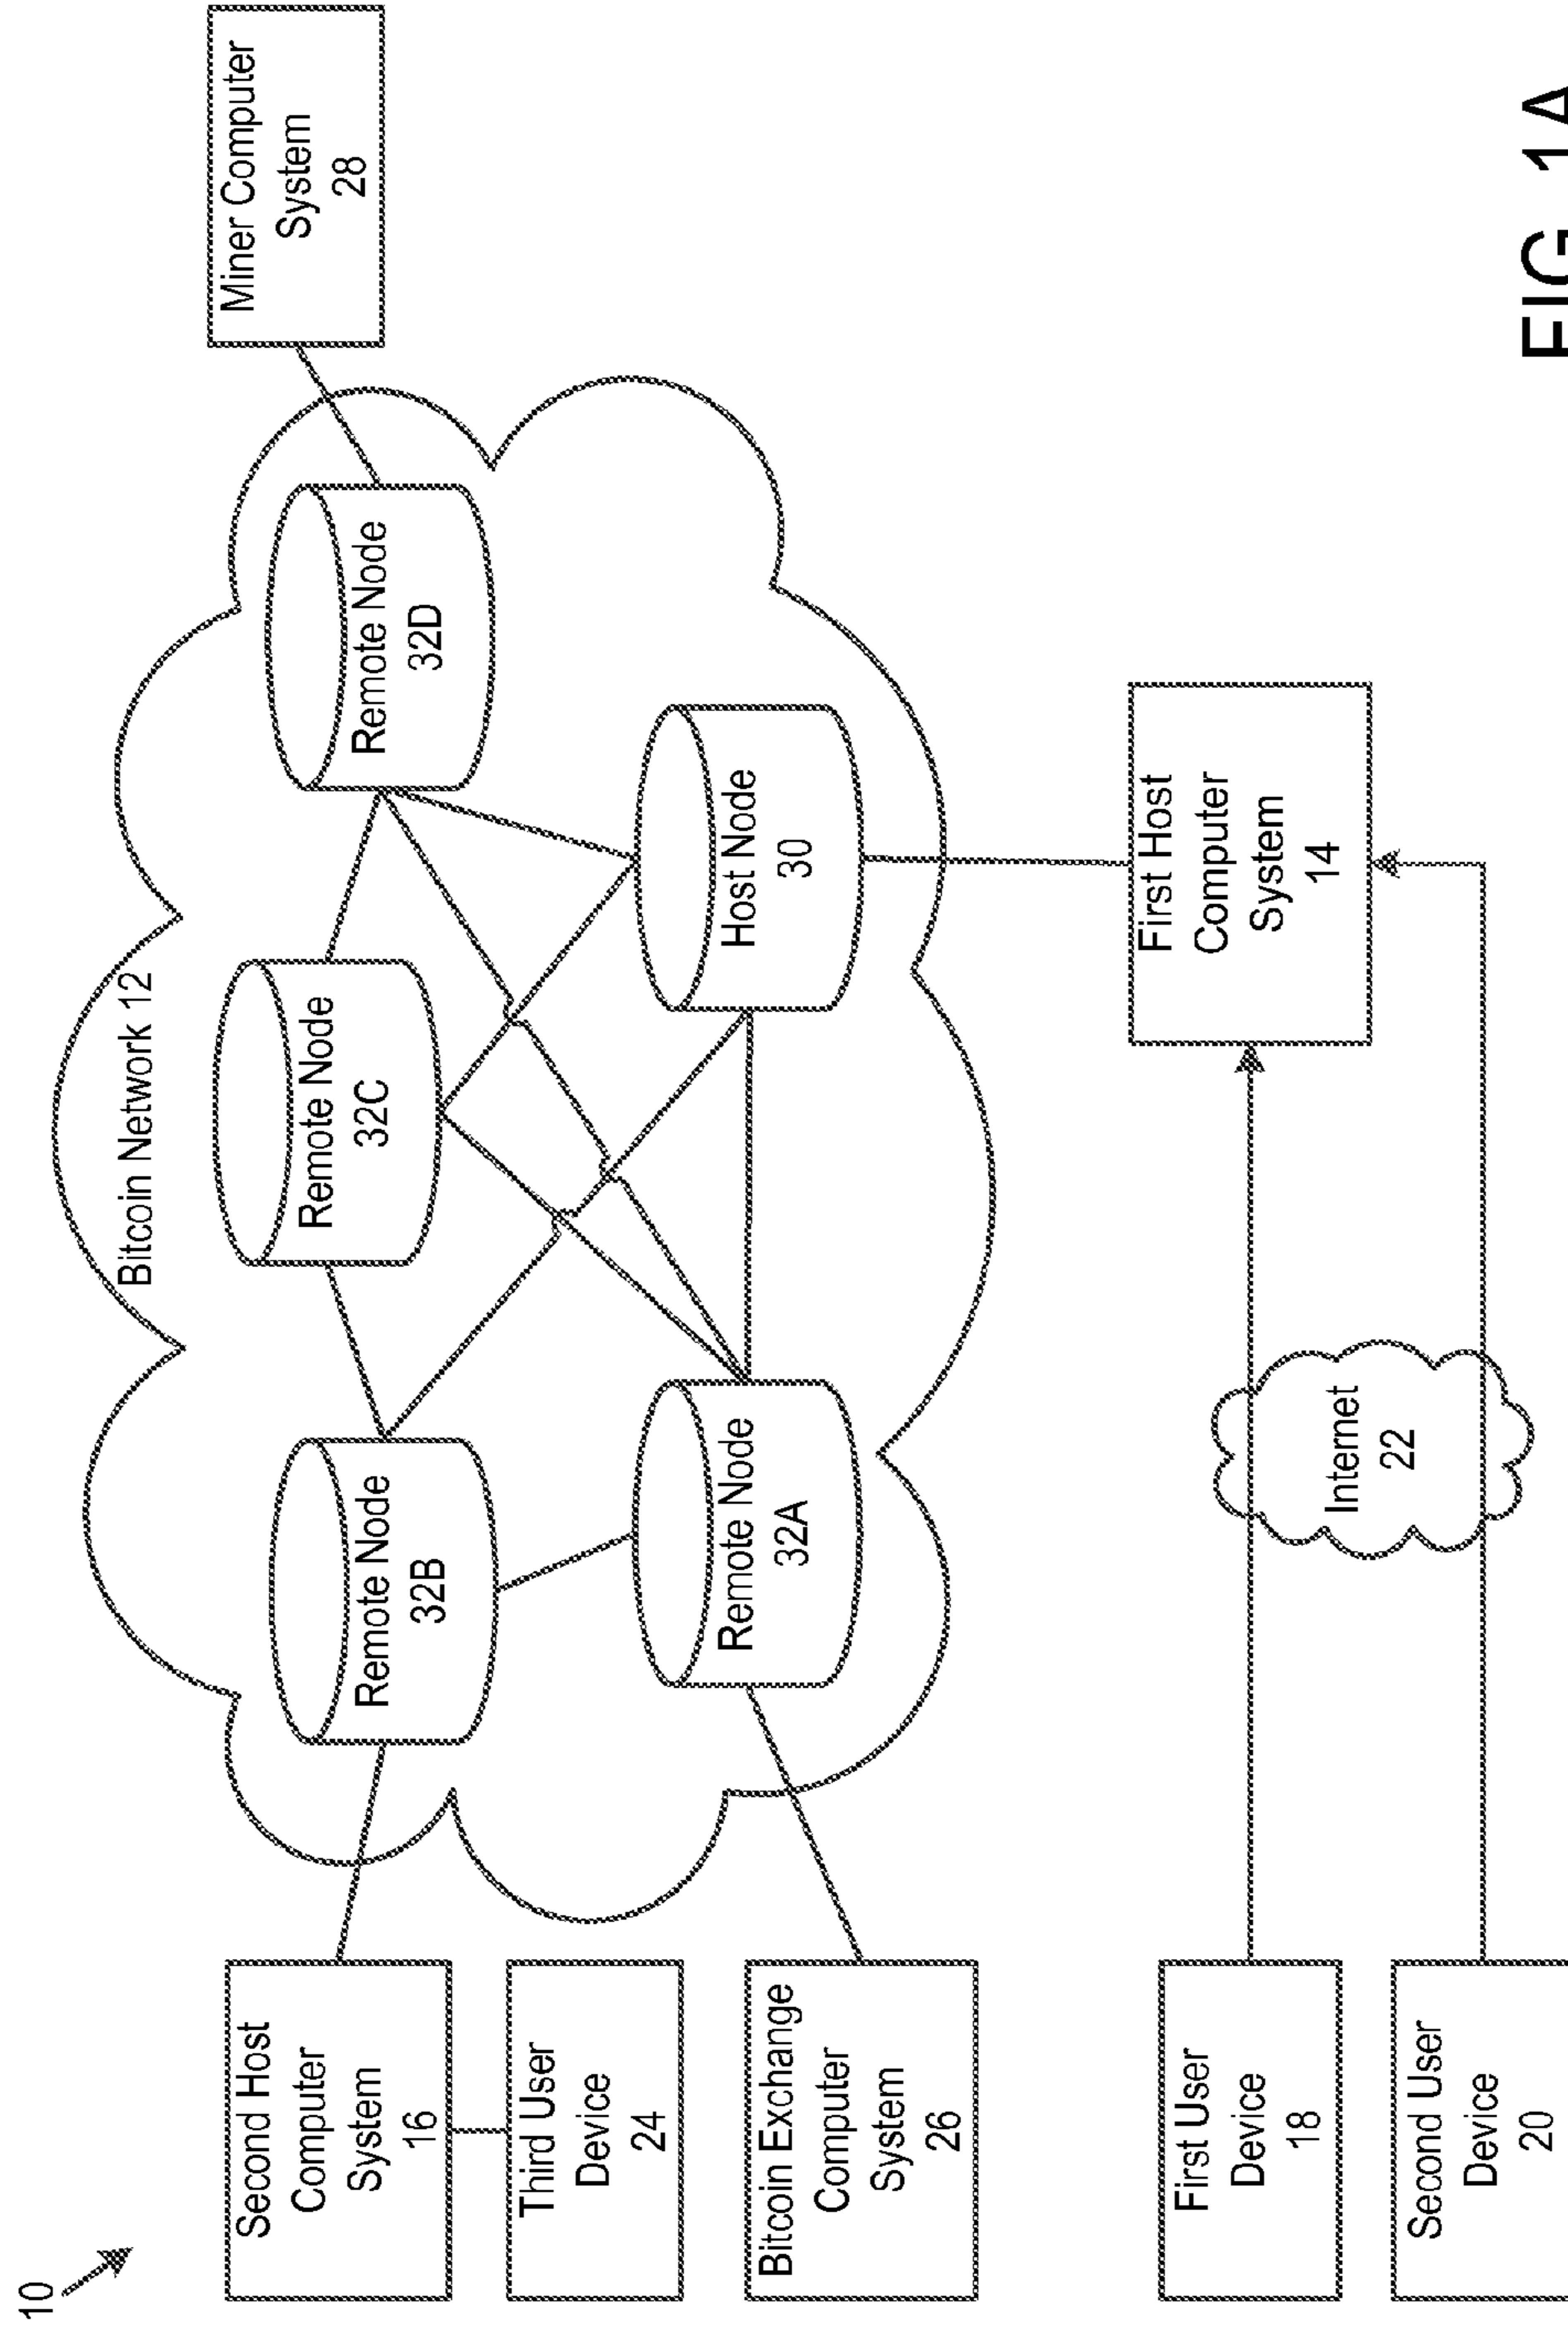 10
Bitcoin Network 12
Second Host
Computer
System
16
Third User
Device
24
Bitcoin Exchange
Computer
System
26
Remote Node
32B
Remote Node
32C
Remote Node
32D
Remote Node
32A
Host Node
30
Miner Computer
System
28
First User
Device
18
Second User
Device
20
Internet
22
First Host
Computer
System
14
FIG. 1A